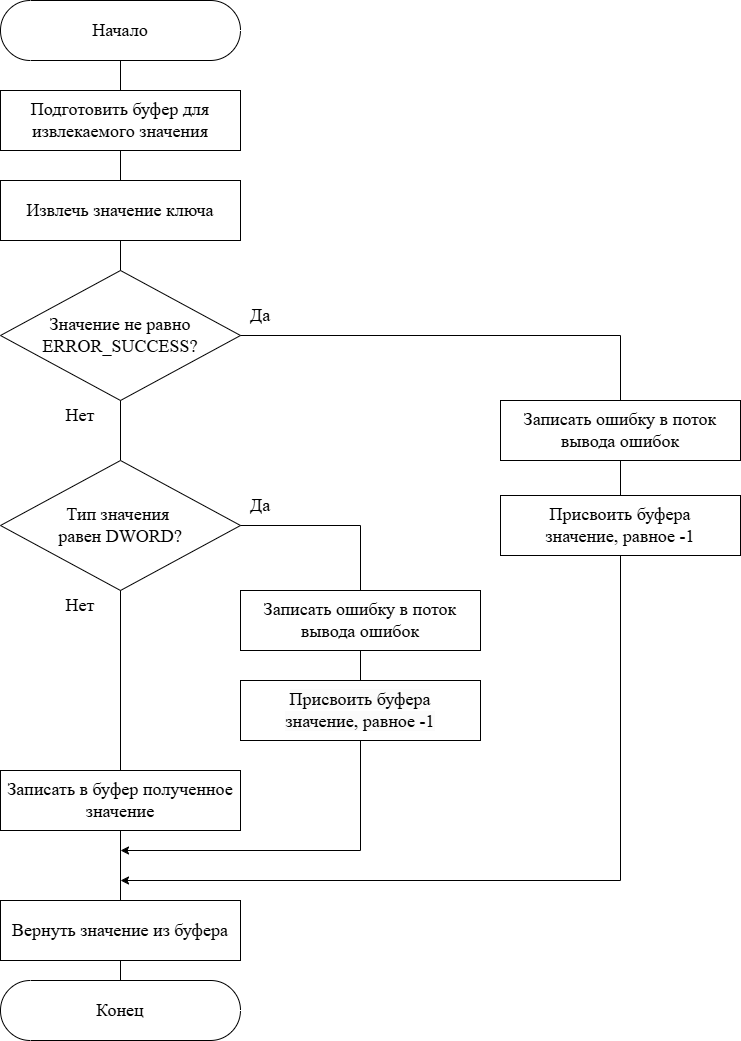 Начало
Подготовить буфер для
извлекаемого значения
Извлечь значение ключа
Значение не равно
ERROR_SUCCESS?
Да
Нет
Записать ошибку в поток
вывода ошибок
Присвоить буфера
значение, равное -1
Тип значения
равен DWORD?
Да
Нет
Записать ошибку в поток
вывода ошибок
Присвоить буфера
значение, равное -1
Записать в буфер полученное
значение
Вернуть значение из буфера
Конец